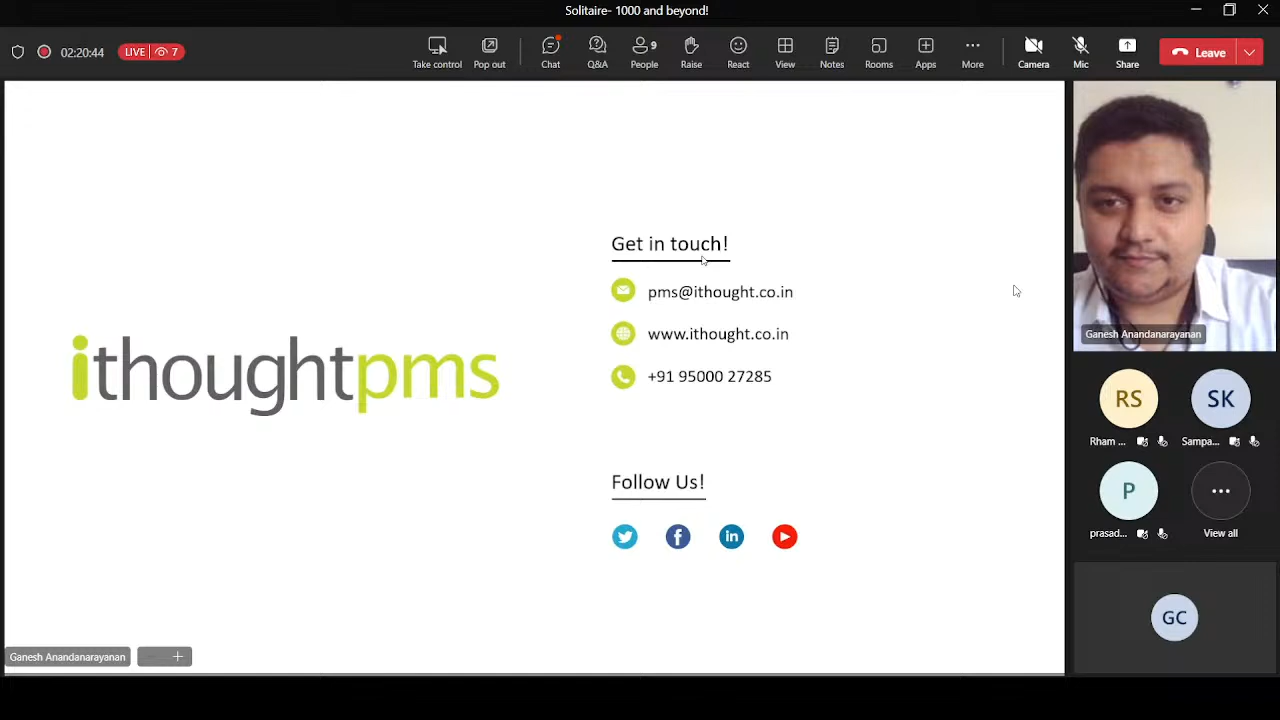 Solitaire- 1000 and beyond!
02:20:44
LIVE 7
Take control
Pop out
Chat
Q&A
People
9
Raise
React
View
Notes
Rooms
Apps
More
Camera
Mic
Share
Leave
ithoughtpms
Get in touch!
pms@ithought.co.in
www.ithought.co.in
+91 95000 27285
Follow Us!
in
Ganesh Anandanarayanan
RS
SK
Rham ...
Sampa...
P
prasad...
View all
GC
Ganesh Anandanarayanan